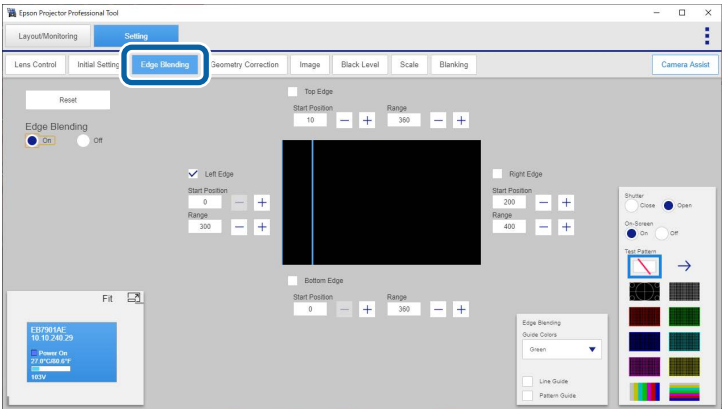 Epson Projector Professional Tool
Layout/Monitoring
Setting
Lens Control
Initial Setting
Edge Blending
Geometry Correction
Image
Black Level
Scale
Blanking
Camera Assist
Reset
Edge Blending
On
Off
Top Edge
Start Position
Range
10
360
Left Edge
Start Position
0
Range
300
Right Edge
Start Position
200
Range
400
Bottom Edge
Start Position
Range
0
360
Shutter
Close
Open
On-Screen
On
Off
Test Pattern
Fit
EB7901AE
10.10.240.29
Power On
27.0°C/80.6°F
103V
Edge Blending
Guide Colors
Green
Line Guide
Pattern Guide